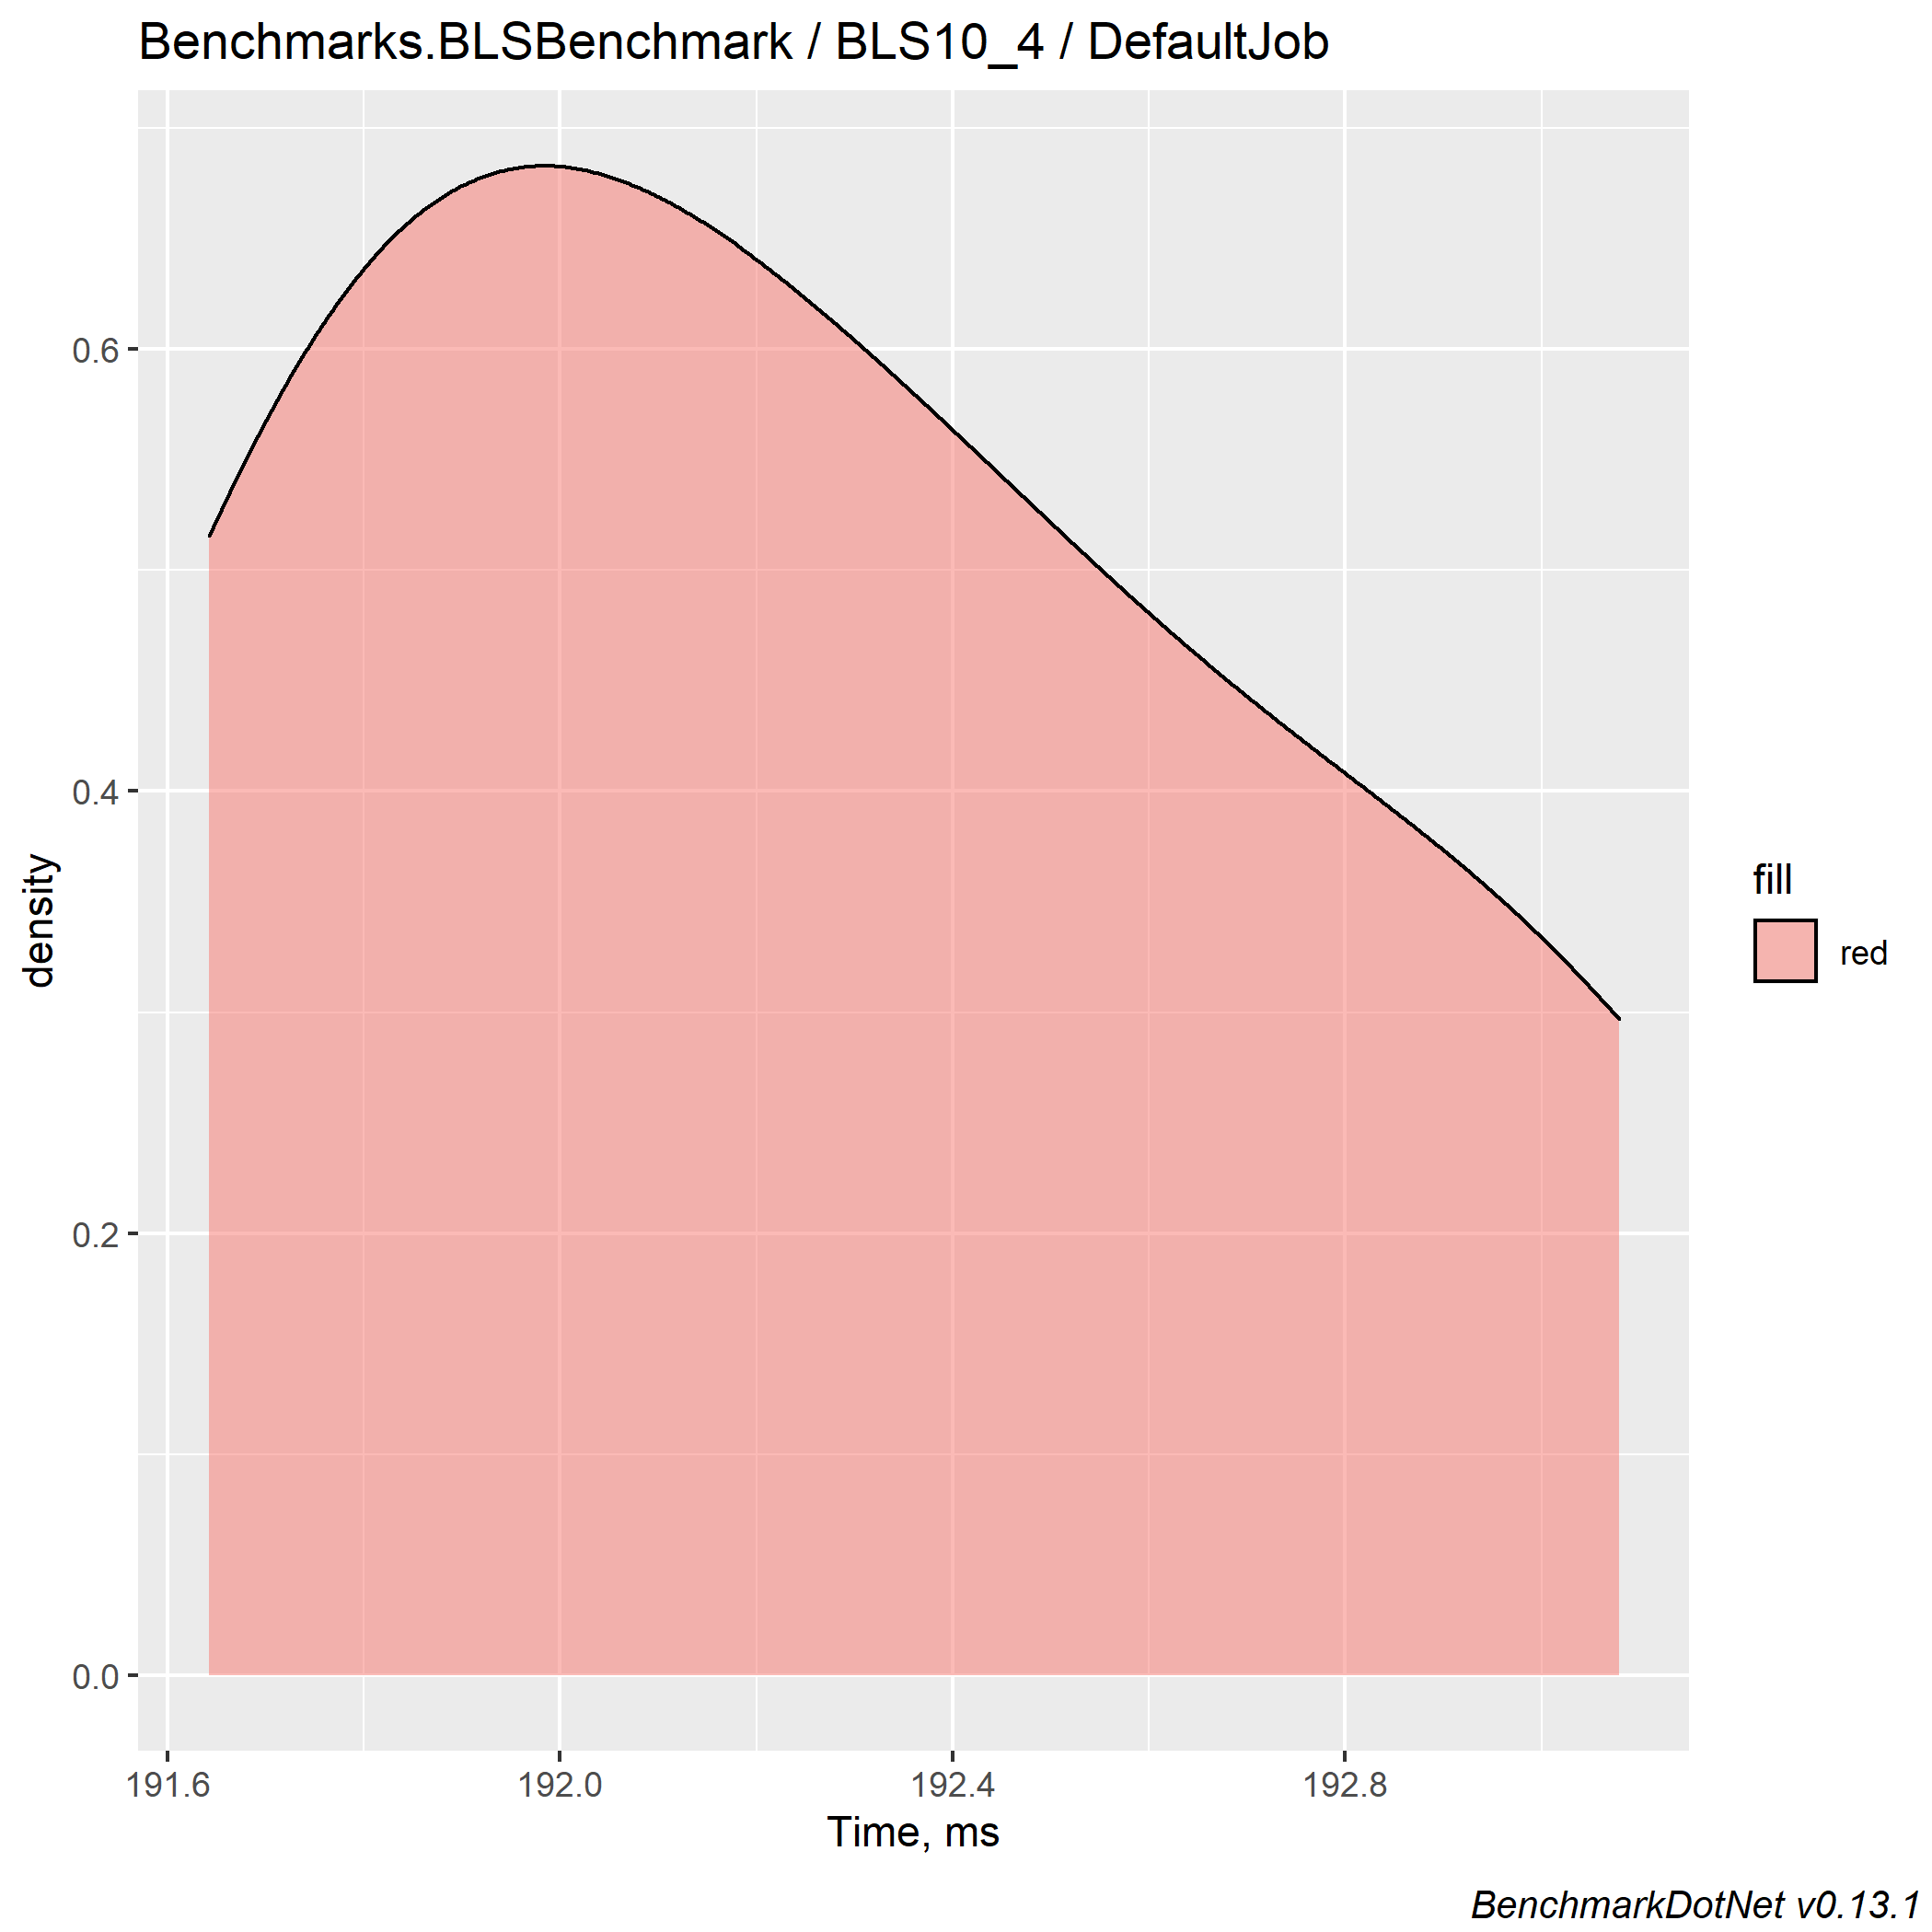 Benchmarks.BLSBenchmark / BLS10_4 / DefaultJob
density
0.6
0.4
0.2
0.0
191.6 192.0 192.4 192.8
Time, ms
fill
red
BenchmarkDotNet v0.13.1